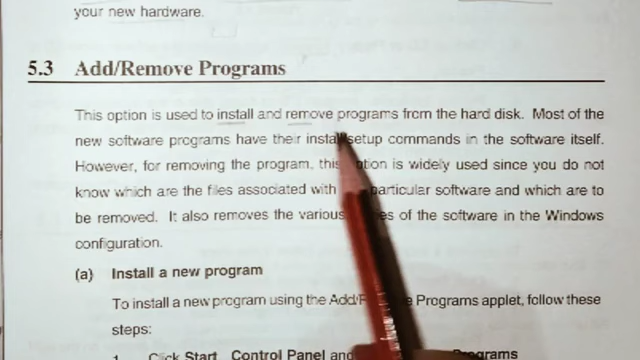 your new hardware.
5.3 Add/Remove Programs
This option is used to install and remove programs from the hard disk. Most of the
new software programs have their install setup commands in the software itself.
However, for removing the program, this option is widely used since you do not
know which are the files associated with particular software and which are to
be removed. It also removes the various of the software in the Windows
configuration.
(a) Install a new program
To install a new program using the Add/ Programs applet, follow these
steps:
1. Click Start, Control Panel and Programs